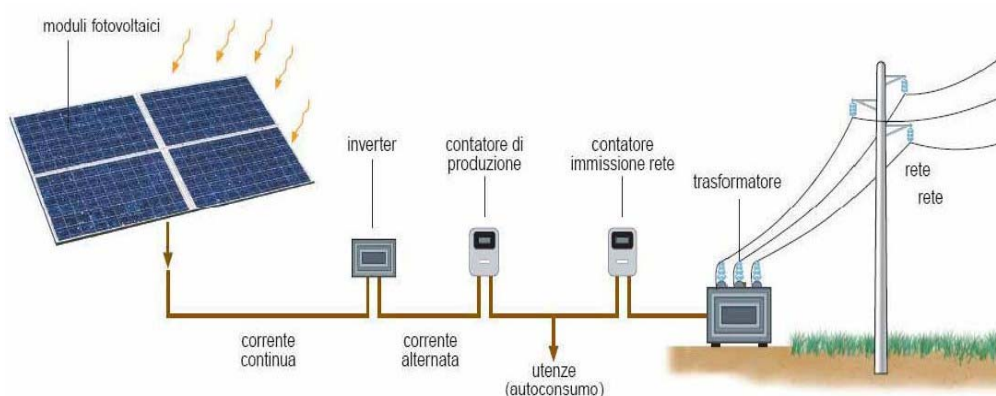 moduli fotovoltaici
inverter
contatore di
produzione
contatore
immissione rete
trasformatore
rete
rete
corrente
continua
corrente
alternata
utenze
(autoconsumo)